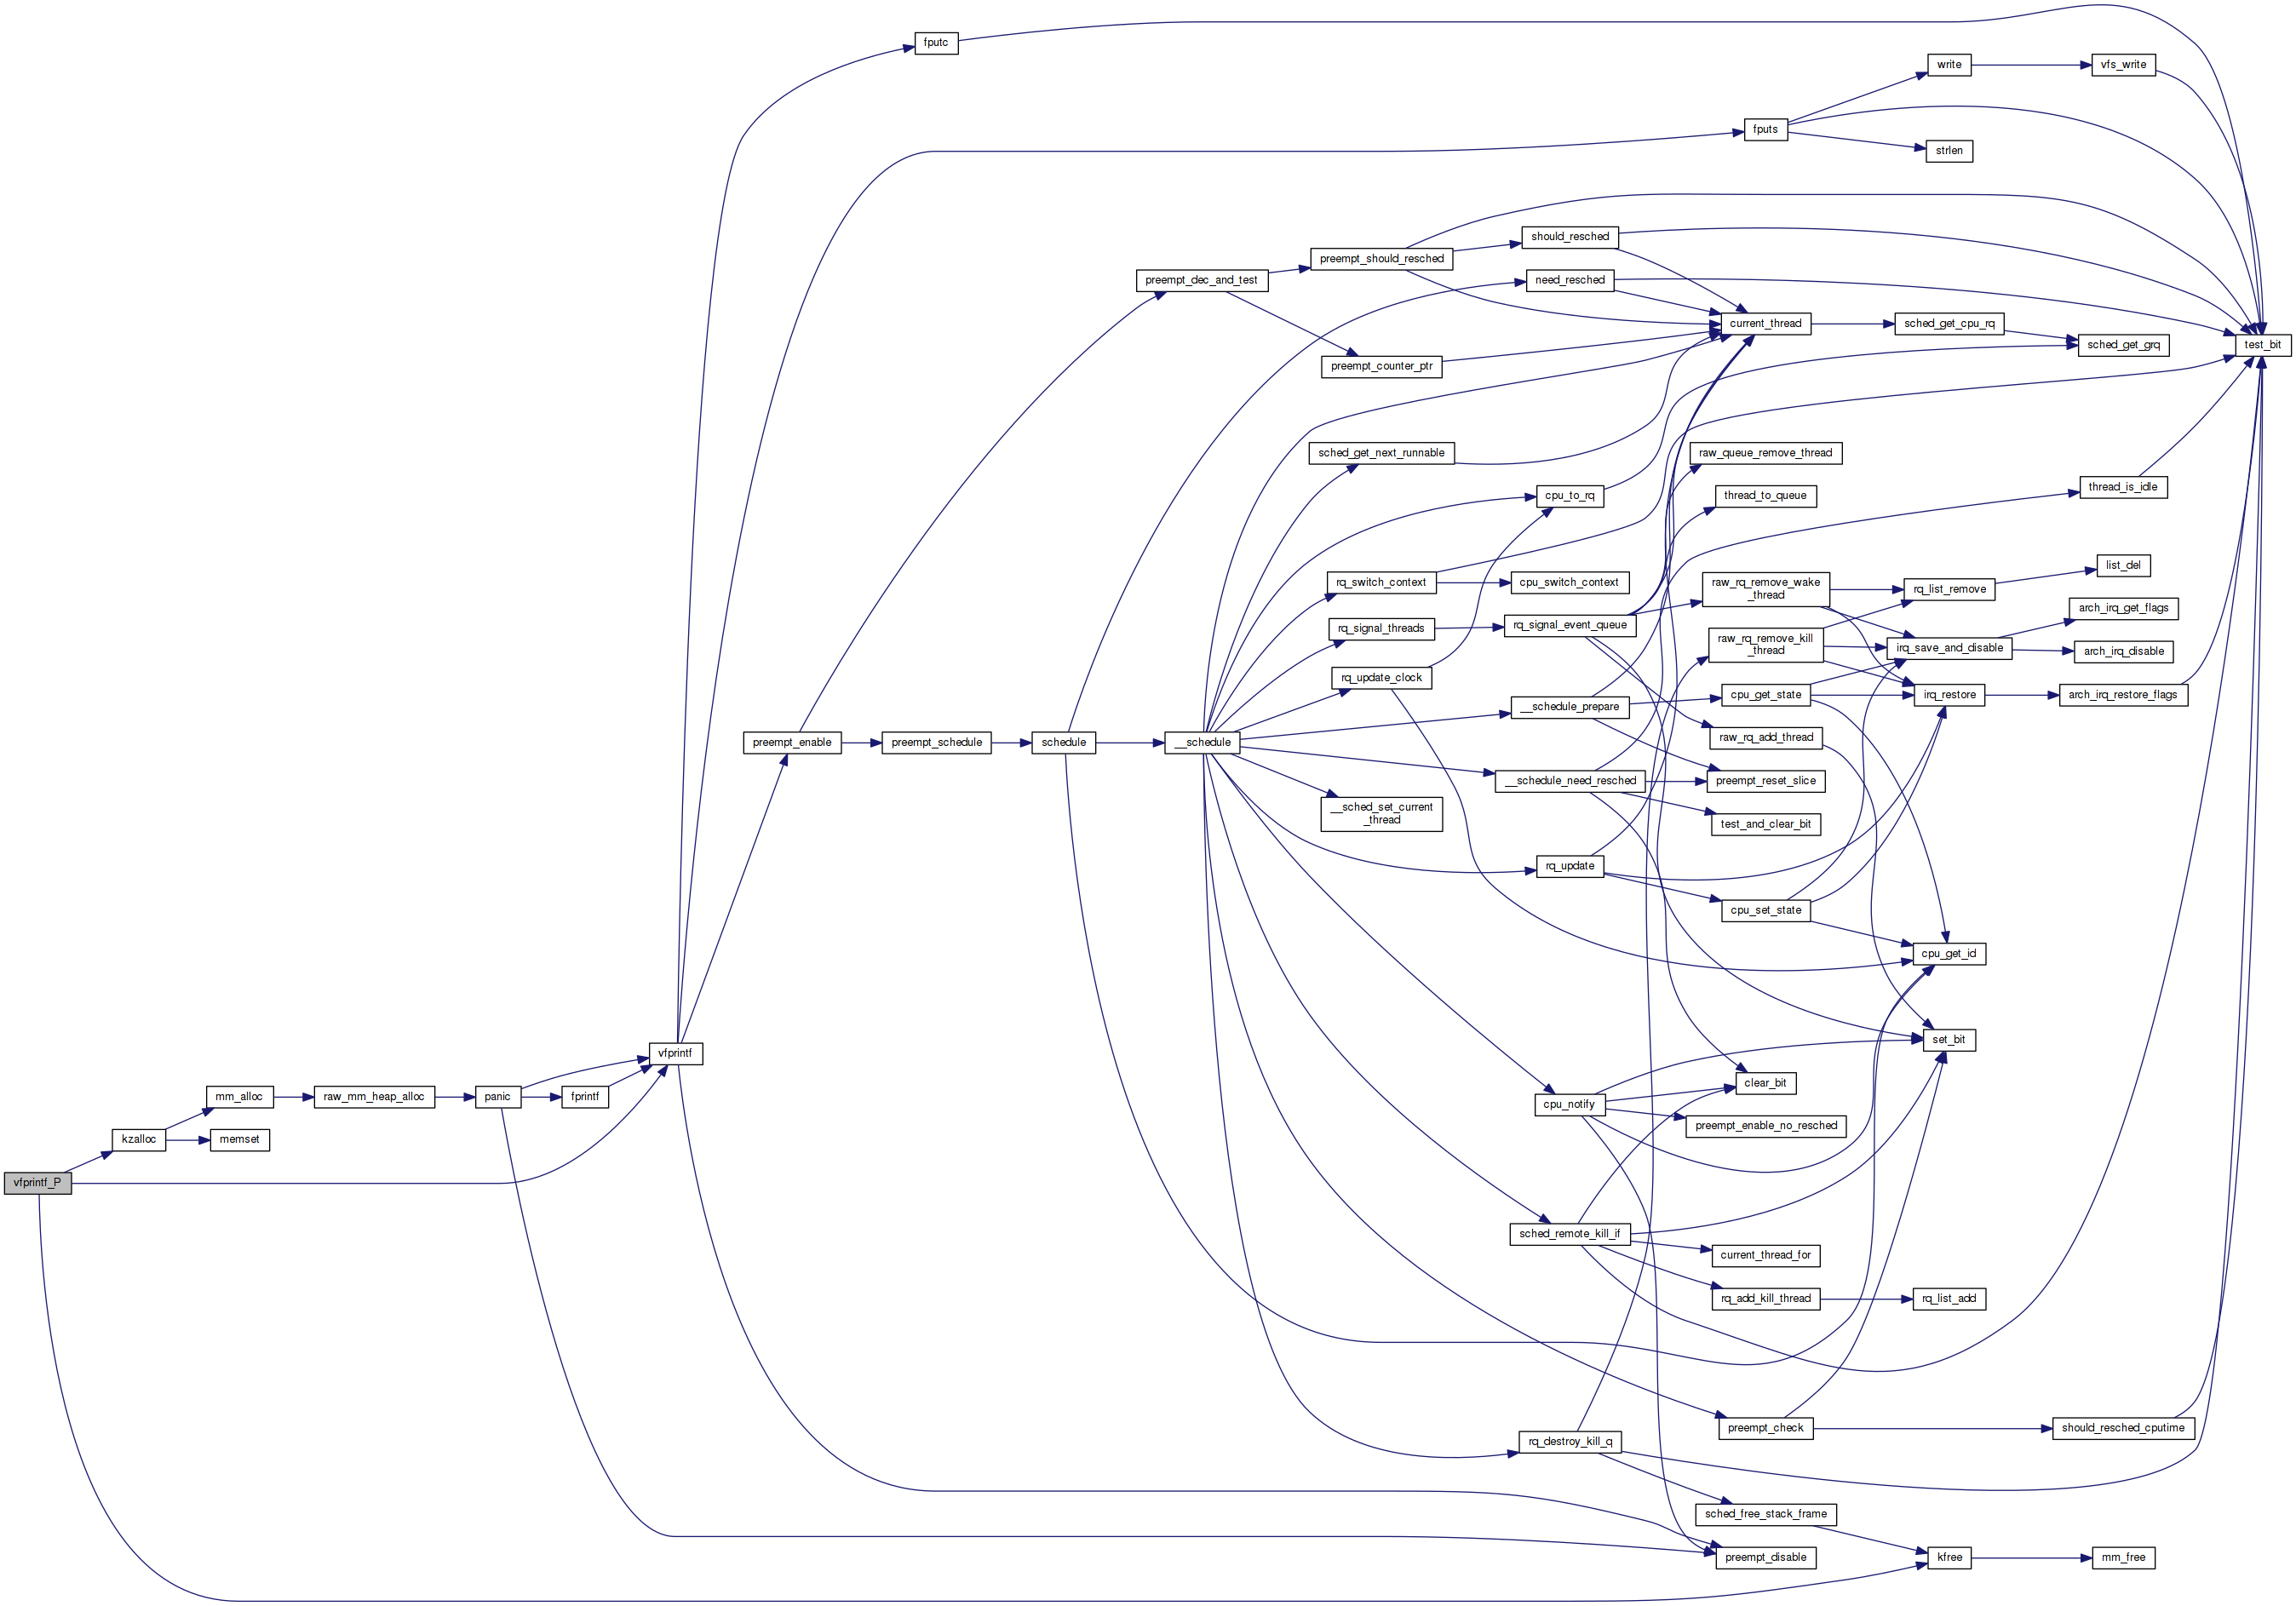 fputc
write
vfs_write
fputs
strlen
should_resched
preempt_should_resched
preempt_dec_and_test
need_resched
current_thread
sched_get_cpu_rq
sched_get_grq
test_bit
preempt_counter_ptr
sched_get_next_runnable
raw_queue_remove_thread
thread_is_idle
cpu_to_rq
thread_to_queue
list_del
rq_switch_context
cpu_switch_context
raw_rq_remove_wake
_thread
rq_list_remove
arch_irq_get_flags
rq_signal_threads
rq_signal_event_queue
raw_rq_remove_kill
_thread
irq_save_and_disable
arch_irq_disable
rq_update_clock
cpu_get_state
irq_restore
arch_irq_restore_flags
__schedule_prepare
preempt_enable
preempt_schedule
schedule
__schedule
raw_rq_add_thread
__schedule_need_resched
preempt_reset_slice
__sched_set_current
_thread
test_and_clear_bit
rq_update
cpu_set_state
cpu_get_id
set_bit
vfprintf
clear_bit
mm_alloc
raw_mm_heap_alloc
panic
fprintf
cpu_notify
preempt_enable_no_resched
kzalloc
memset
vfprintf_P
sched_remote_kill_if
current_thread_for
rq_add_kill_thread
rq_list_add
preempt_check
should_resched_cputime
rq_destroy_kill_q
sched_free_stack_frame
preempt_disable
kfree
mm_free